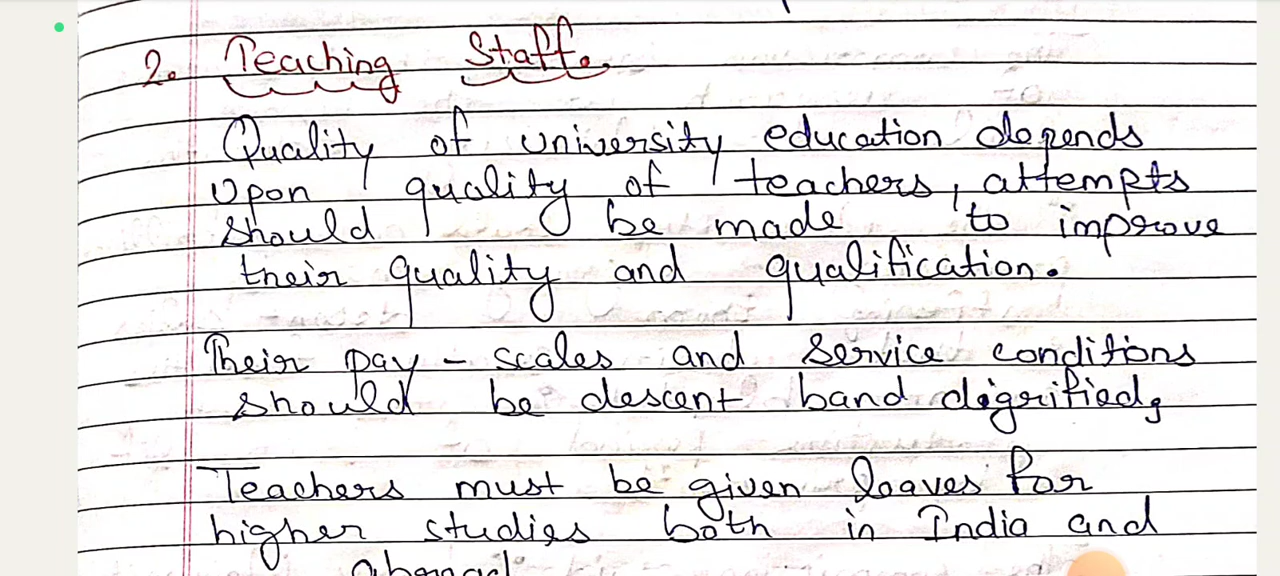 2. Teaching Staff.
Quality of university education depends
upon quality of teachers, attempts
should be made to improve
their quality and qualification.
Their pay - scales and service conditions
should be descent band digrified,
Teachers must be given leaves for
higher studies both in India and
abroad